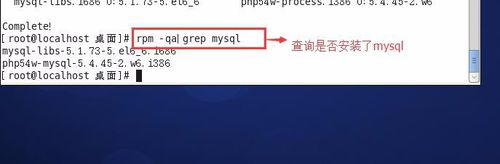 mysql-libs.i686 0:5.1.73-5.el6_6 php54w-process.i386 0:5.4.45-2.w6
Complete!
[root@localhost 桌面]# rpm -qa| grep mysql
查询是否安装了mysql
mysql-libs-5.1.73-5.el6_6.i686
php54w-mysql-5.4.45-2.w6.i386
[root@localhost 桌面]#